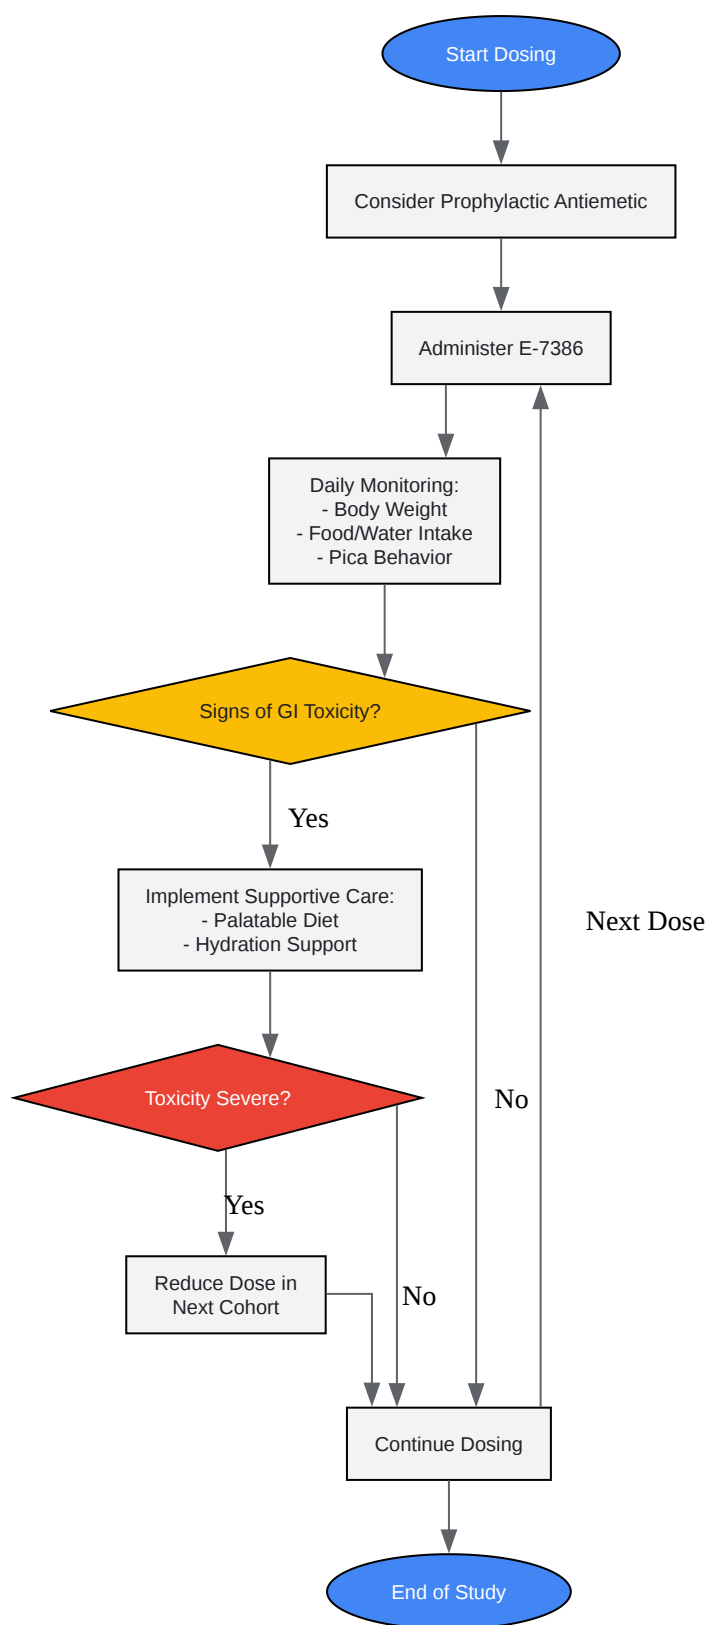 Start Dosing
Consider Prophylactic Antiemetic
Administer E-7386
Daily Monitoring:
- Body Weight
- Food/Water Intake
- Pica Behavior
Signs of GI Toxicity?
Yes
Implement Supportive Care:
- Palatable Diet
- Hydration Support
Next Dose
Toxicity Severe?
No
Yes
Reduce Dose in
Next Cohort
No
Continue Dosing
End of Study